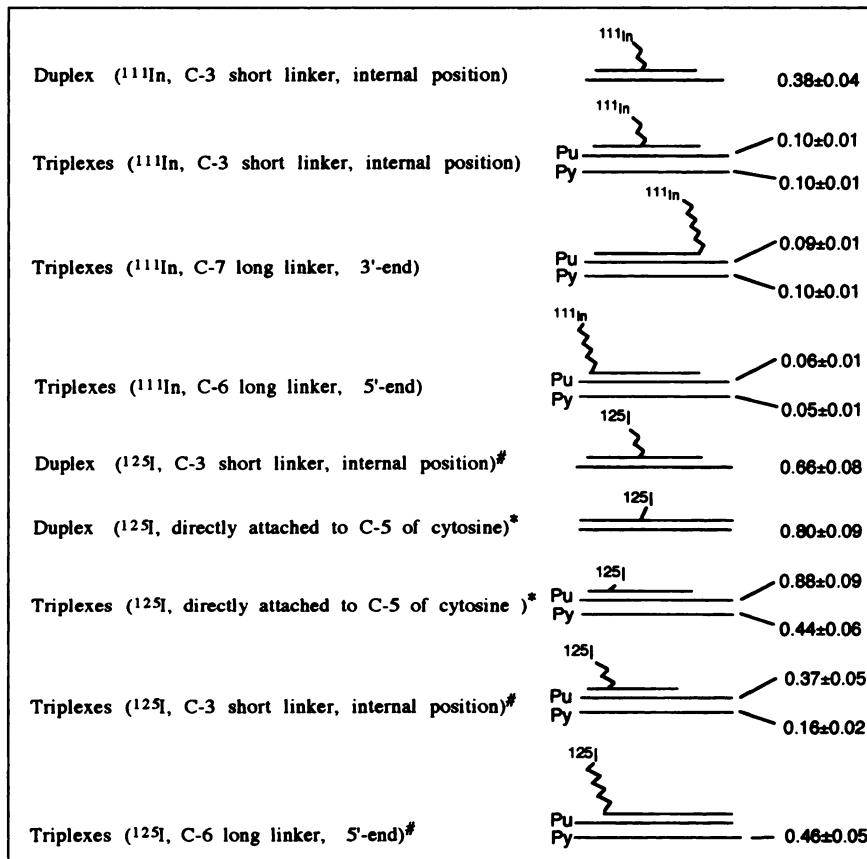 ¹¹¹In
Duplex (¹¹¹In, C-3 short linker, internal position)
0.38±0.04
¹¹¹In
Triplexes (¹¹¹In, C-3 short linker, internal position)
Pu
Py
0.10±0.01
0.10±0.01
¹¹¹In
Triplexes (¹¹¹In, C-7 long linker, 3'-end)
Pu
Py
0.09±0.01
0.10±0.01
¹¹¹In
Triplexes (¹¹¹In, C-6 long linker, 5'-end)
Pu
Py
0.06±0.01
0.05±0.01
¹²⁵I
Duplex (¹²⁵I, C-3 short linker, internal position)#
0.66±0.08
¹²⁵I
Duplex (¹²⁵I, directly attached to C-5 of cytosine)*
0.80±0.09
¹²⁵I
Triplexes (¹²⁵I, directly attached to C-5 of cytosine )*
Pu
Py
0.88±0.09
0.44±0.06
¹²⁵I
Triplexes (¹²⁵I, C-3 short linker, internal position)#
Pu
Py
0.37±0.05
0.16±0.02
¹²⁵I
Triplexes (¹²⁵I, C-6 long linker, 5'-end)#
Pu
Py
0.46±0.05